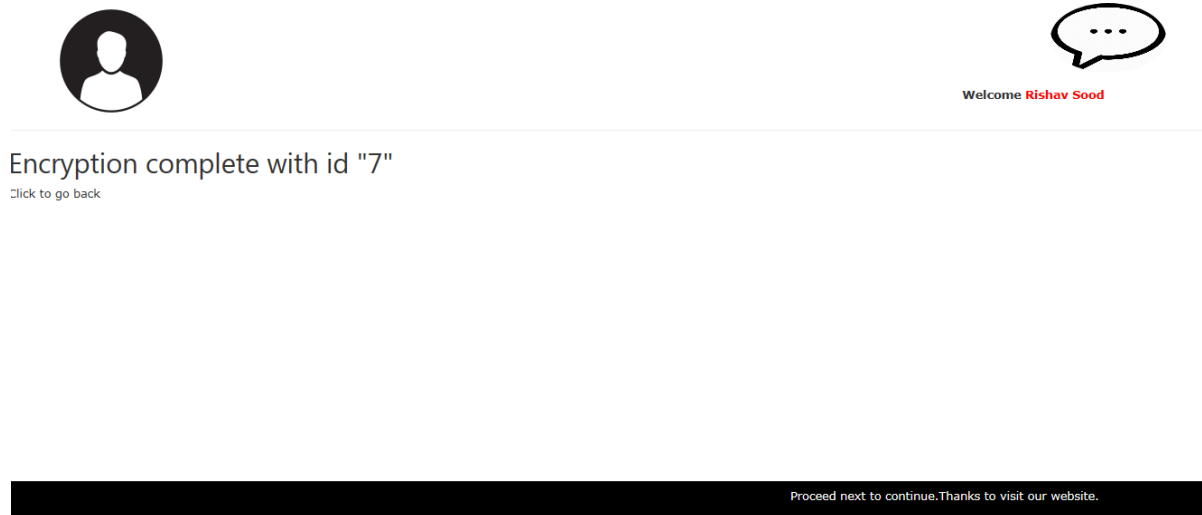 Welcome Rishav Sood
Encryption complete with id "7"
Click to go back
Proceed next to continue.Thanks to visit our website.